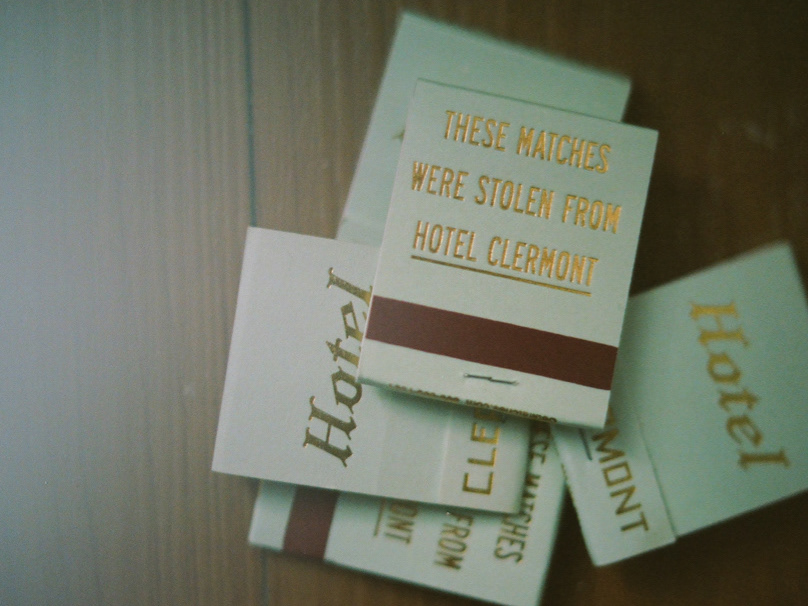 THESE MATCHES
WERE STOLEN FROM
HOTEL CLERMONT
Hotel
CLE
Hotel
MONT
MATCHES
FROM
ONT